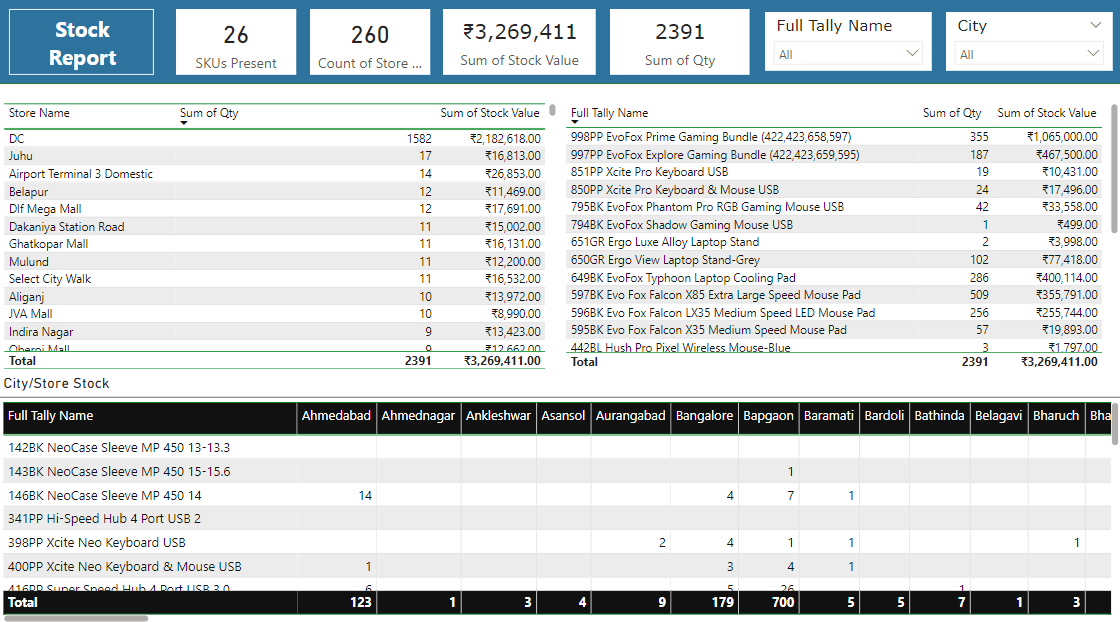 Stock
Report
26
SKUs Present
260
Count of Store ...
₹3,269,411
Sum of Stock Value
2391
Sum of Qty
Full Tally Name
All
City
All
Store Name Sum of Qty Sum of Stock Value
DC 1582 ₹2,182,618.00
Juhu 17 ₹16,813.00
Airport Terminal 3 Domestic 14 ₹26,853.00
Belapur 12 ₹11,469.00
Dlf Mega Mall 12 ₹17,691.00
Dakaniya Station Road 11 ₹15,002.00
Ghatkopar Mall 11 ₹16,131.00
Mulund 11 ₹12,200.00
Select City Walk 11 ₹16,532.00
Aliganj 10 ₹13,972.00
JVA Mall 10 ₹8,990.00
Indira Nagar 9 ₹13,423.00
Oberoi Mall 9 ₹12,662.00
Total 2391 ₹3,269,411.00
Full Tally Name Sum of Qty Sum of Stock Value
998PP EvoFox Prime Gaming Bundle (422,423,658,597) 355 ₹1,065,000.00
997PP EvoFox Explore Gaming Bundle (422,423,659,595) 187 ₹467,500.00
851PP Xcite Pro Keyboard USB 19 ₹10,431.00
850PP Xcite Pro Keyboard & Mouse USB 24 ₹17,496.00
795BK EvoFox Phantom Pro RGB Gaming Mouse USB 42 ₹33,558.00
794BK EvoFox Shadow Gaming Mouse USB 1 ₹499.00
651GR Ergo Luxe Alloy Laptop Stand 2 ₹3,998.00
650GR Ergo View Laptop Stand-Grey 102 ₹77,418.00
649BK EvoFox Typhoon Laptop Cooling Pad 286 ₹400,114.00
597BK Evo Fox Falcon X85 Extra Large Speed Mouse Pad 509 ₹355,791.00
596BK Evo Fox Falcon LX35 Medium Speed LED Mouse Pad 256 ₹255,744.00
595BK Evo Fox Falcon X35 Medium Speed Mouse Pad 57 ₹19,893.00
442BL Hush Pro Pixel Wireless Mouse-Blue 3 ₹1,797.00
Total 2391 ₹3,269,411.00
City/Store Stock
Full Tally Name Ahmedabad Ahmednagar Ankleshwar Asansol Aurangabad Bangalore Bapgaon Baramati Bardoli Bathinda Belagavi Bharuch Bha
142BK NeoCase Sleeve MP 450 13-13.3
143BK NeoCase Sleeve MP 450 15-15.6 1
146BK NeoCase Sleeve MP 450 14 14 4 7 1
341PP Hi-Speed Hub 4 Port USB 2
398PP Xcite Neo Keyboard USB 2 4 1 1 1
400PP Xcite Neo Keyboard & Mouse USB 1 3 4 1
416PP Super Speed Hub 4 Port USB 3.0 6 5 26 1
Total 123 1 3 4 9 179 700 5 5 7 1 3